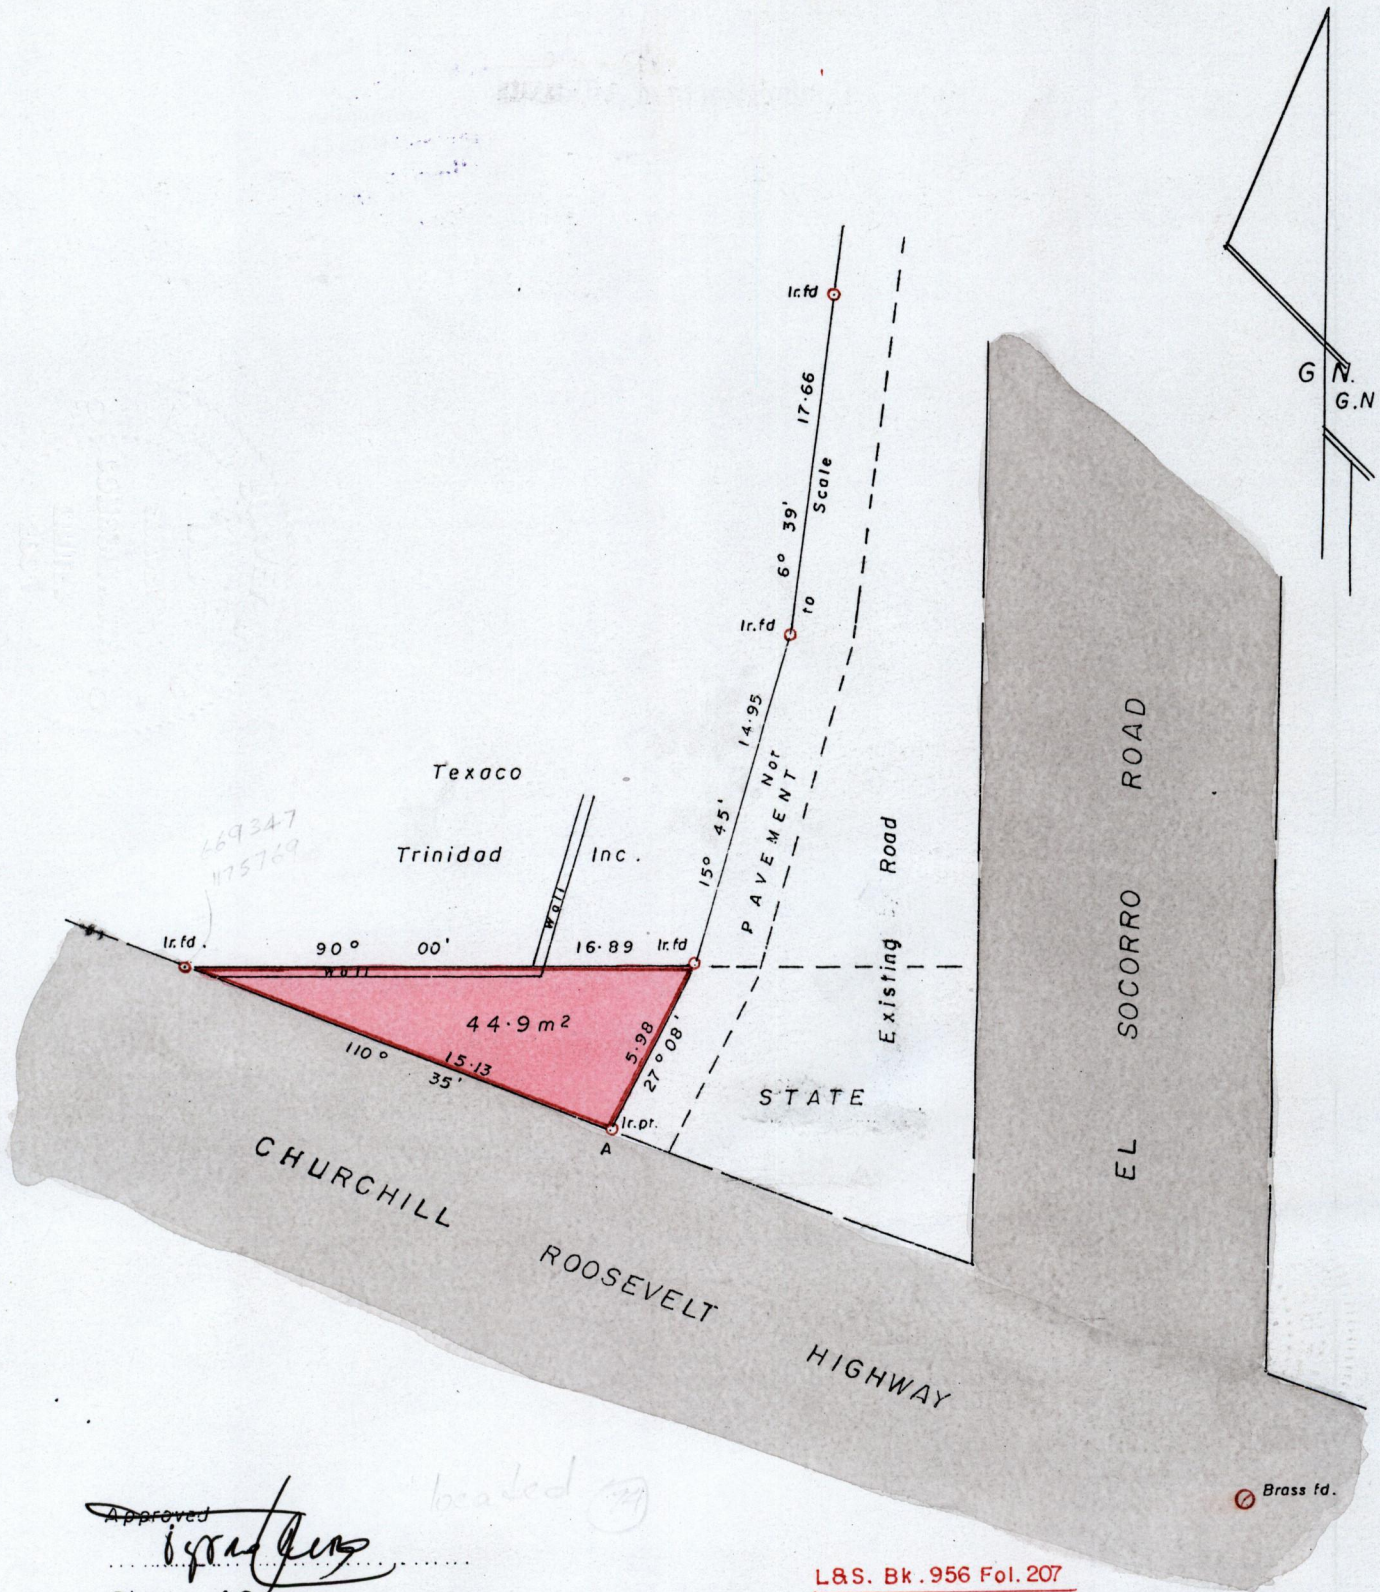 G N.
G.N
Ir.fd
17·66
6° 39'
Scale
to
Ir.fd
14·95
15° 45'
Not
PAVEMENT
Existing Road
EL SOCORRO ROAD
Texaco
Trinidad Inc.
Wall
669347
1175769
Ir.fd.
90° 00'
16·89
Ir.fd
Wall
44·9 m²
5·98
27°08'
110° 35'
15·13
STATE
Ir.pt.
A
CHURCHILL ROOSEVELT HIGHWAY
Brass fd.
located
Approved
L&S. Bk. 956 Fol. 207